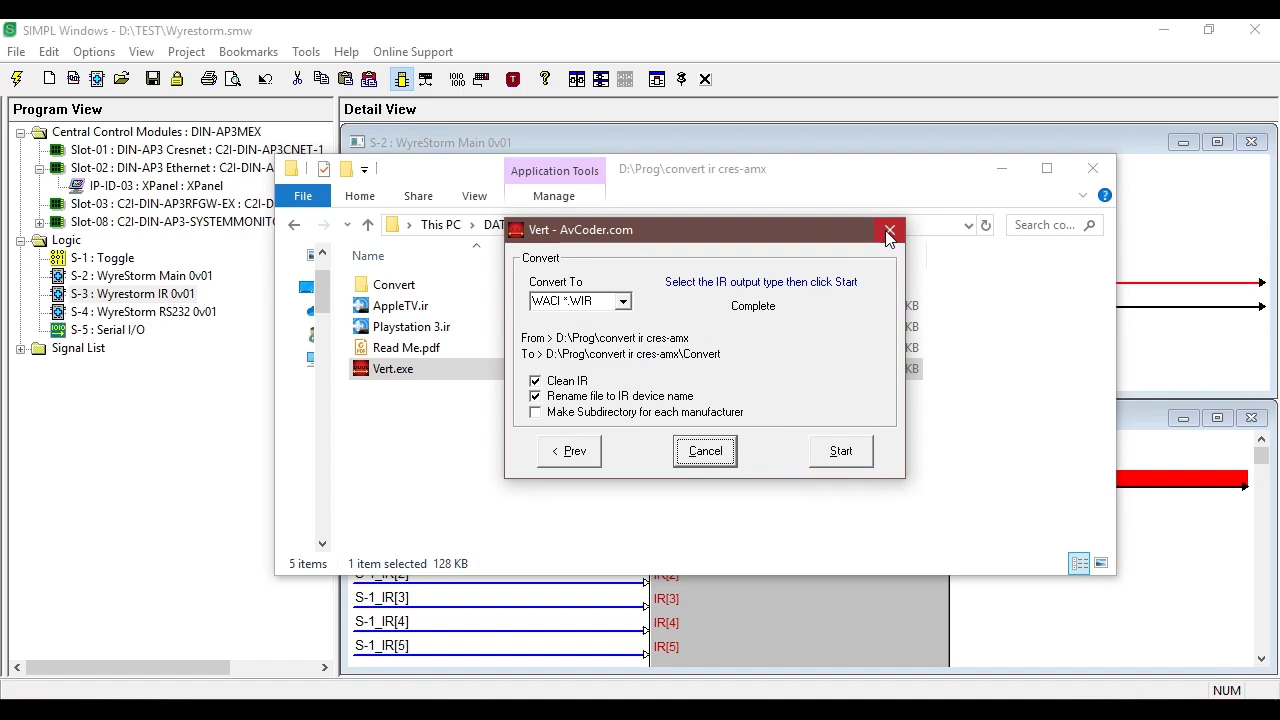 SIMPL Windows - D:\TEST\Wyrestorm.smw
File Edit Options View Project Bookmarks Tools Help Online Support
Program View
Detail View
Central Control Modules : DIN-AP3MEX
Slot-01 : DIN-AP3 Cresnet : C2I-DIN-AP3CNET-1
Slot-02 : DIN-AP3 Ethernet : C2I-DIN-A
IP-ID-03 : XPanel : XPanel
Slot-03 : C2I-DIN-AP3RFGW-EX : C2I-D
Slot-08 : C2I-DIN-AP3-SYSTEMMONITO
Logic
S-1 : Toggle
S-2 : WyreStorm Main 0v01
S-3 : Wyrestorm IR 0v01
S-4 : WyreStorm RS232 0v01
S-5 : Serial I/O
Signal List
S-2 : WyreStorm Main 0v01
Application Tools
D:\Prog\convert ir cres-amx
File Home Share View Manage
This PC DAT
Search co...
Name
Convert
AppleTV.ir
Playstation 3.ir
Read Me.pdf
Vert.exe
KB
KB
KB
KB
5 items 1 item selected 128 KB
Vert - AvCoder.com
Convert
Convert To
Select the IR output type then click Start
WACI *.WIR
Complete
From > D:\Prog\convert ir cres-amx
To > D:\Prog\convert ir cres-amx\Convert
Clean IR
Rename file to IR device name
Make Subdirectory for each manufacturer
< Prev
Cancel
Start
S-1_IR[2] IR[2]
S-1_IR[3] IR[3]
S-1_IR[4] IR[4]
S-1_IR[5] IR[5]
NUM